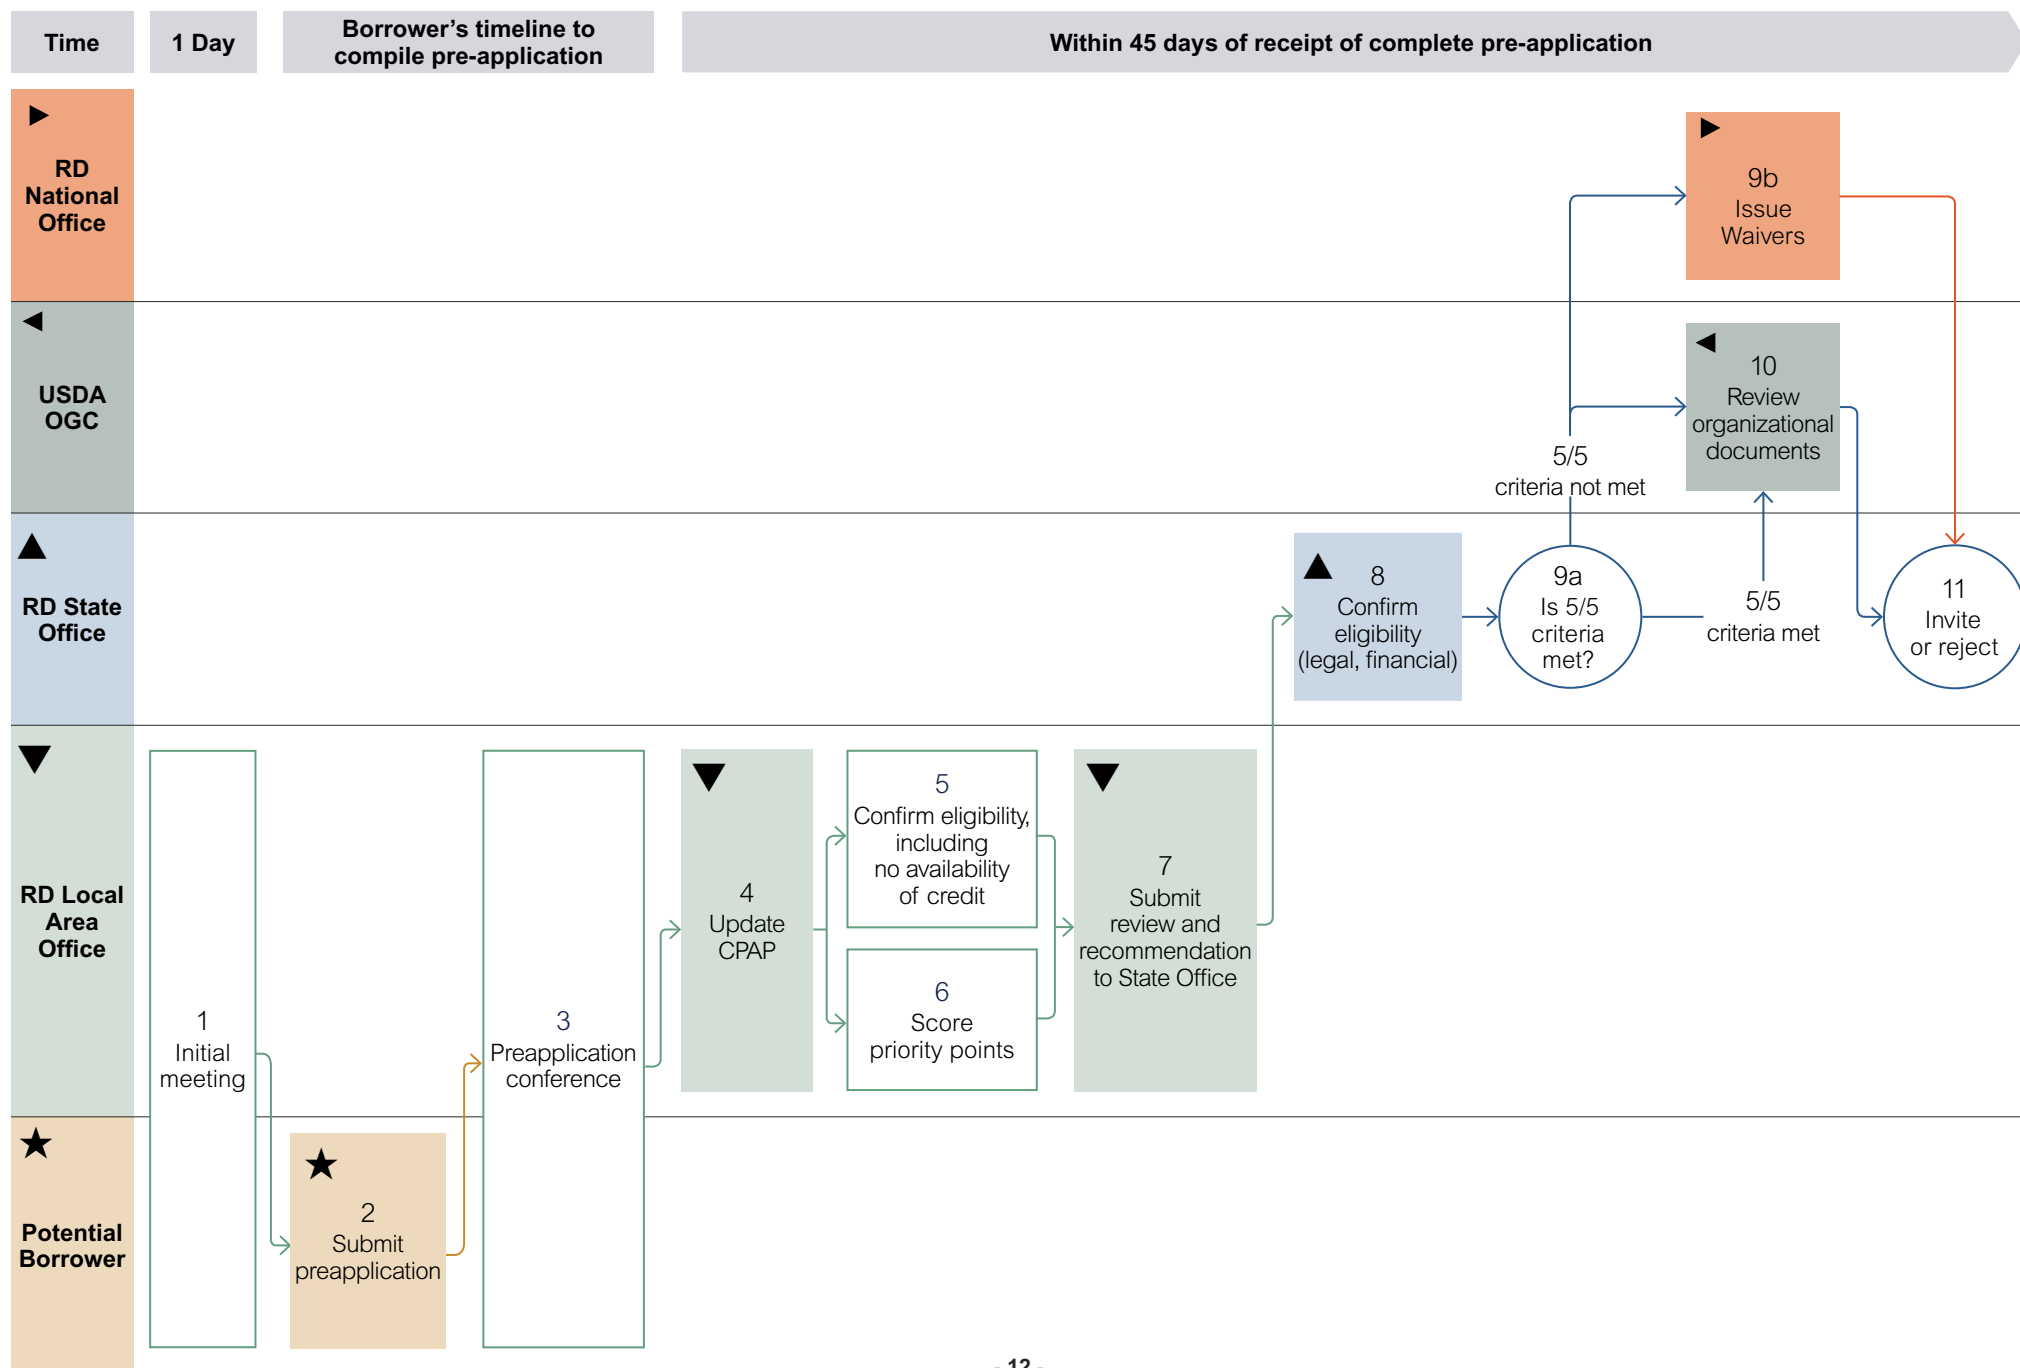 Time
1 Day
Borrower's timeline to
compile pre-application
Within 45 days of receipt of complete pre-application
RD
National
Office
9b
Issue
Waivers
USDA
OGC
10
Review
organizational
documents
5/5
criteria not met
RD State
Office
8
Confirm
eligibility
(legal, financial)
9a
Is 5/5
criteria
met?
5/5
criteria met
11
Invite
or reject
RD Local
Area
Office
1
Initial
meeting
3
Preapplication
conference
4
Update
CPAP
5
Confirm eligibility,
including
no availability
of credit
6
Score
priority points
7
Submit
review and
recommendation
to State Office
Potential
Borrower
2
Submit
preapplication
- 12 -